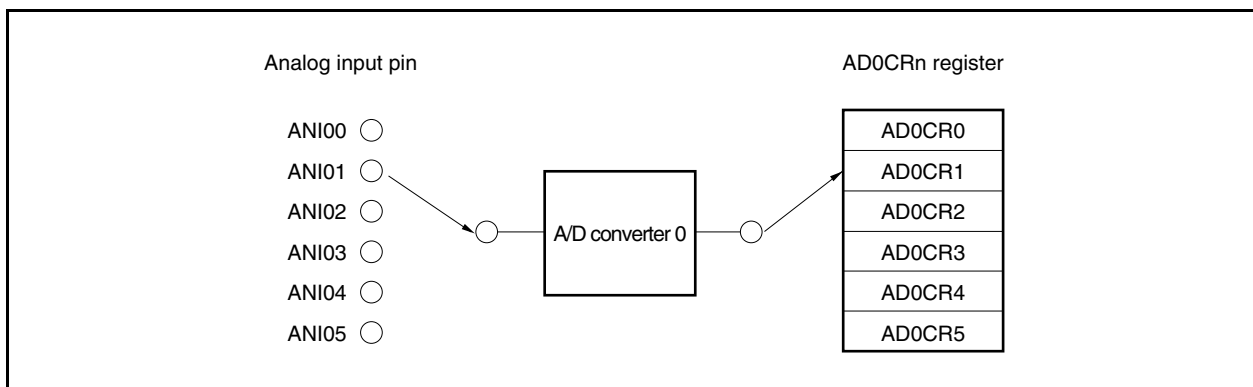 Analog input pin
AD0CRn register
ANI00
ANI01
ANI02
ANI03
ANI04
ANI05
A/D converter 0
AD0CR0
AD0CR1
AD0CR2
AD0CR3
AD0CR4
AD0CR5